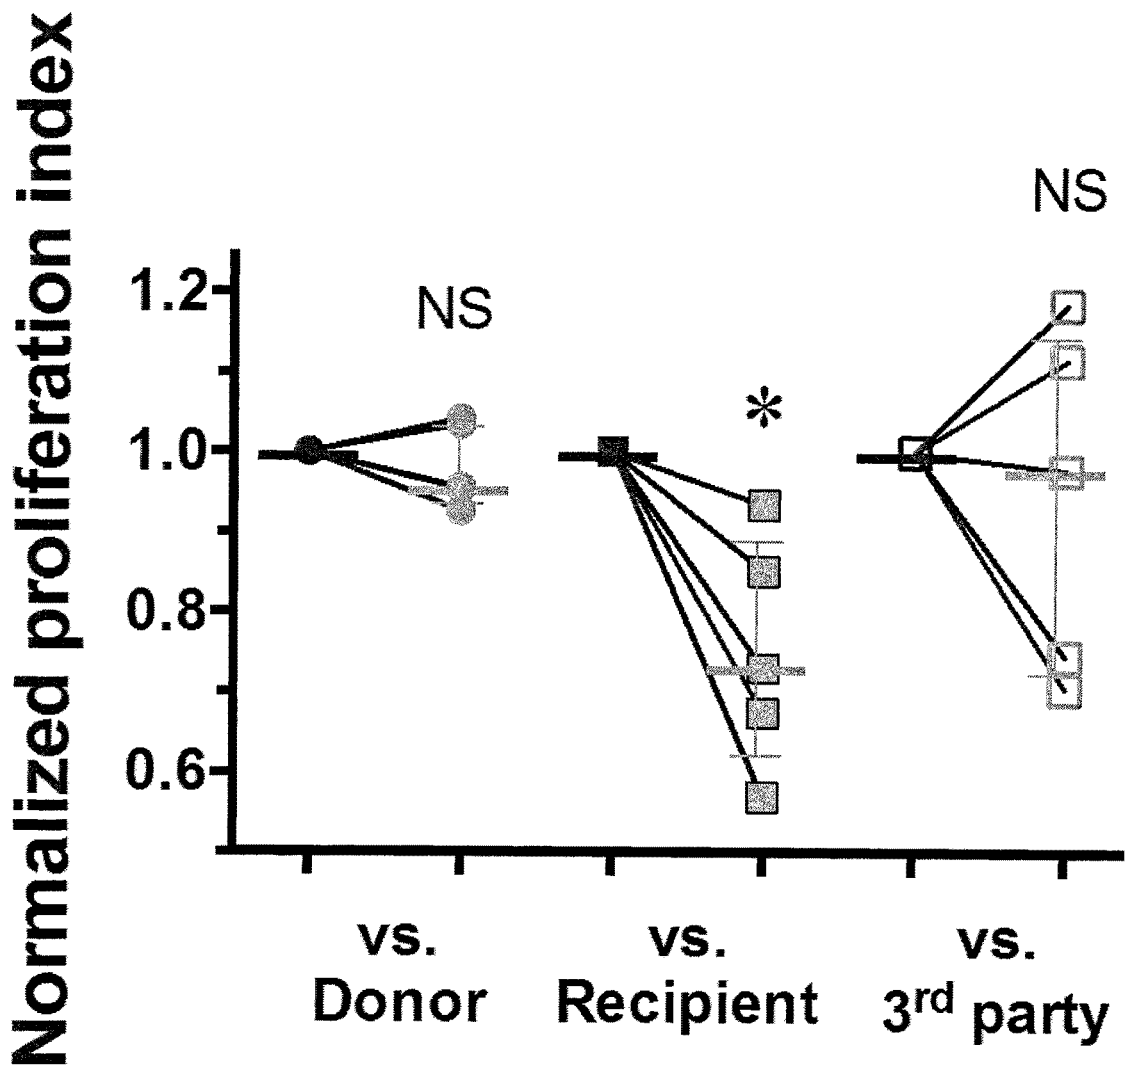 Normalized proliferation index
NS
NS
1.2
*
1.0
0.8
0.6
vs.
Donor
vs.
Recipient
vs.
3rd party